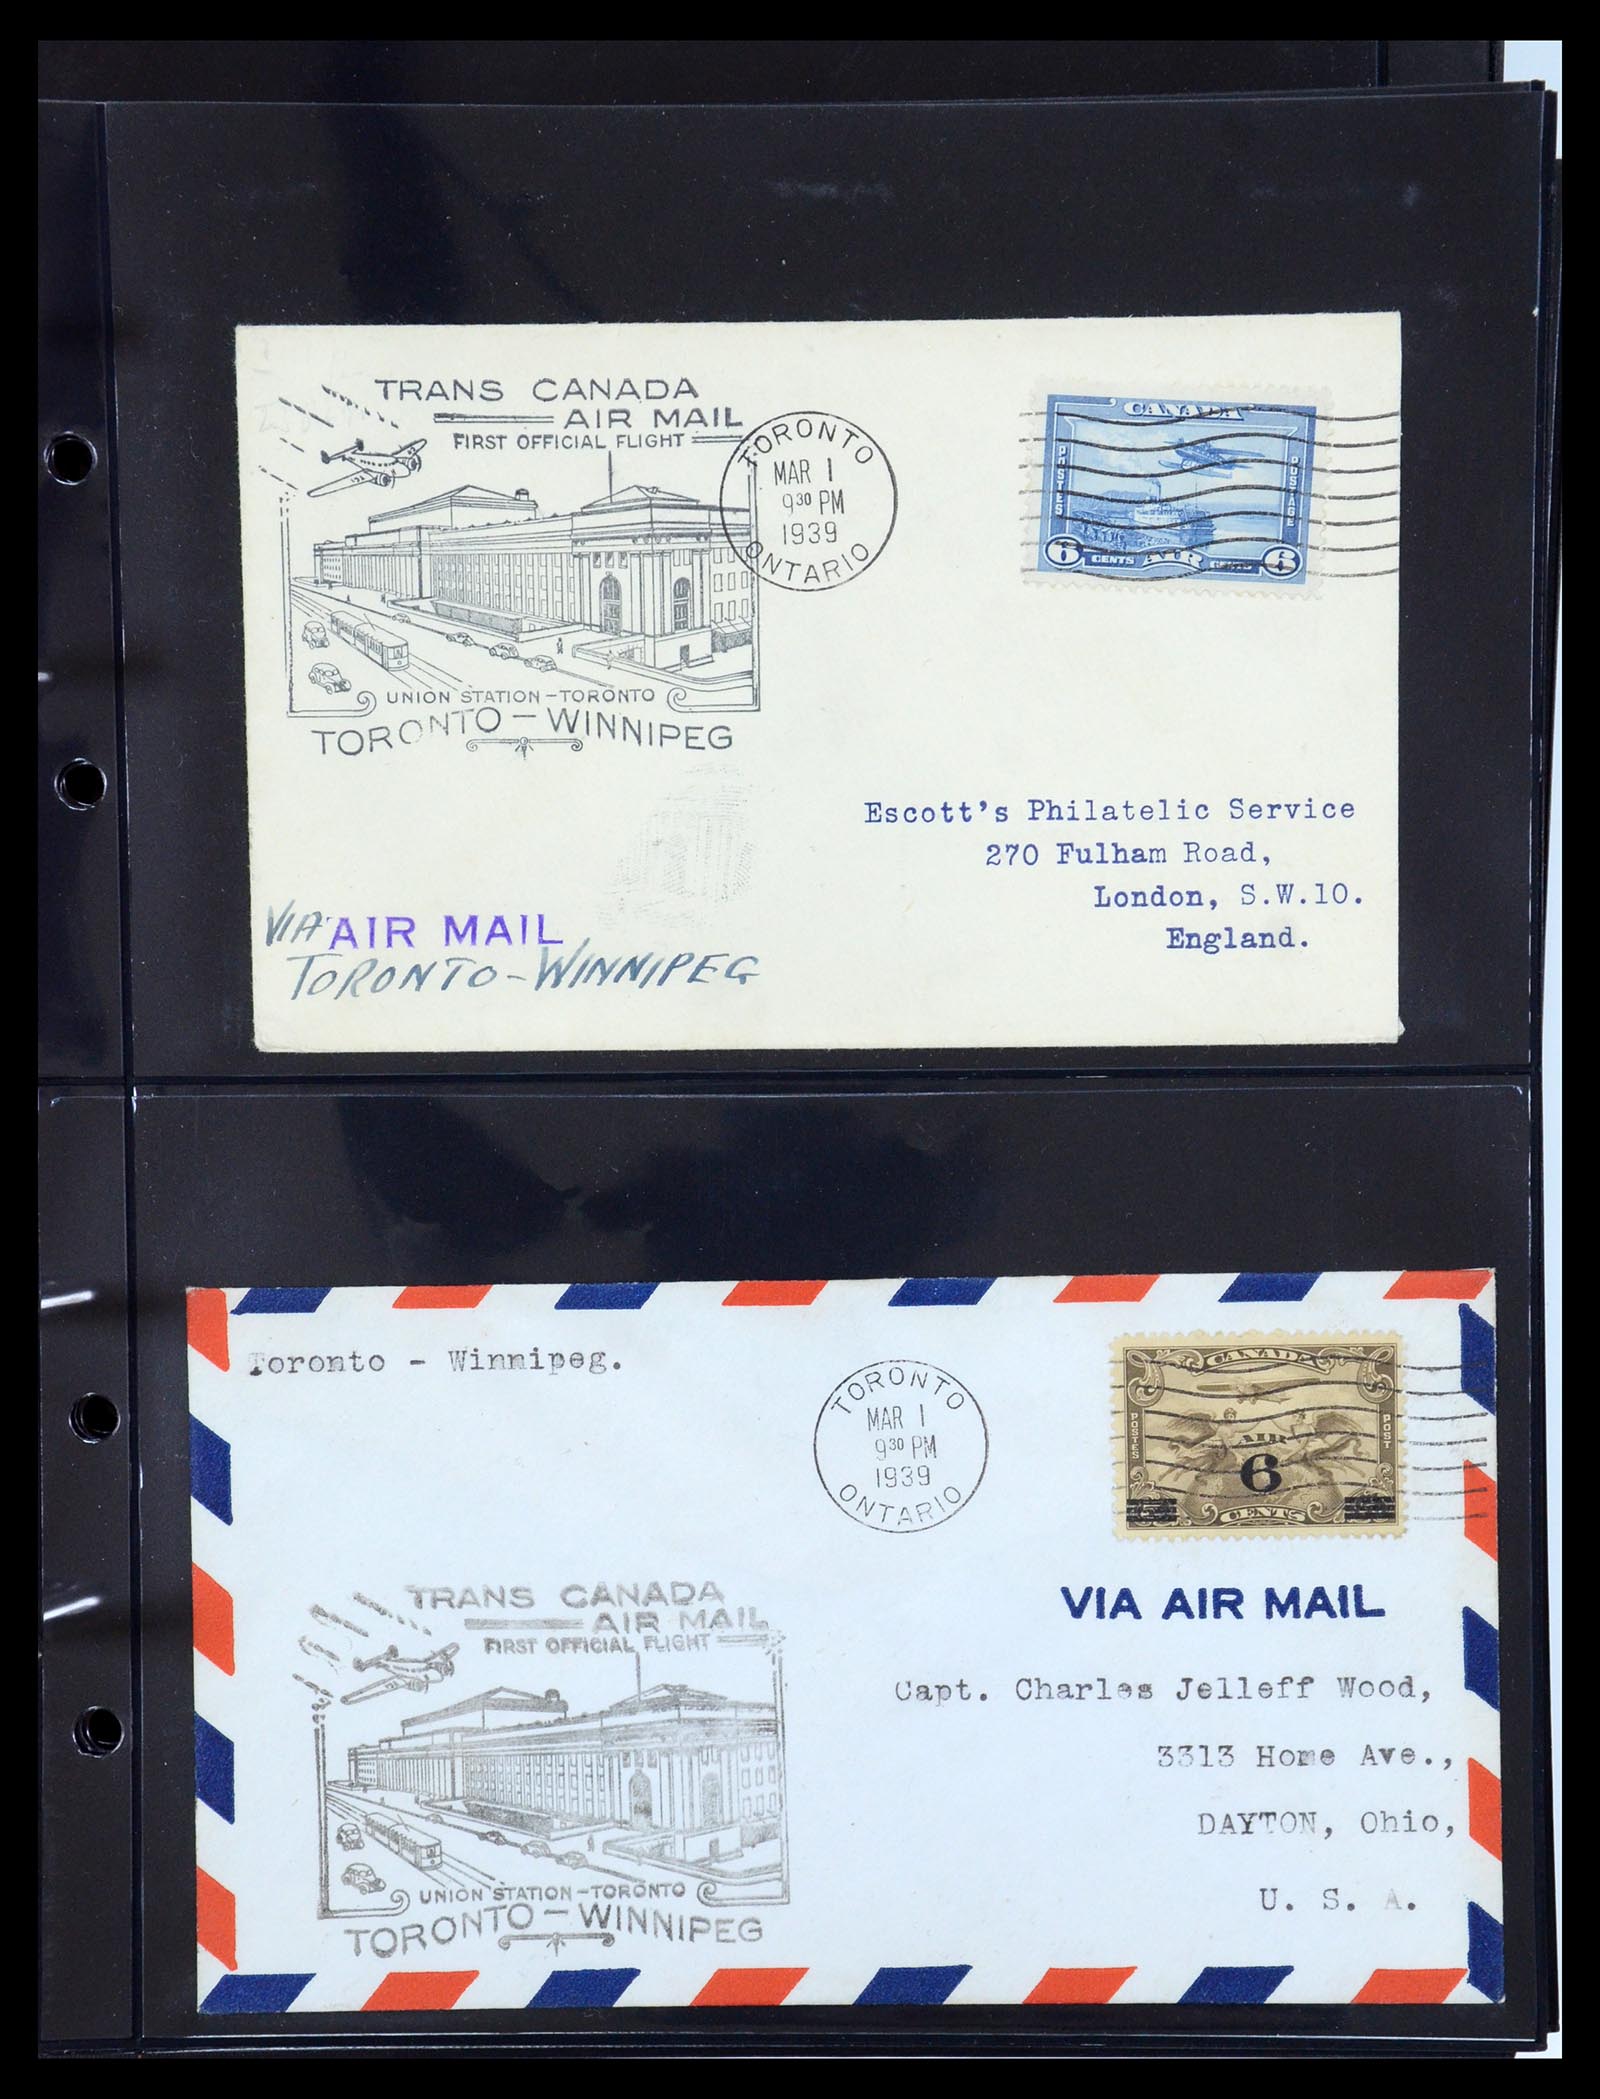 TRANS CANADA
AIR MAIL
FIRST OFFICIAL FLIGHT
UNION STATION - TORONTO
TORONTO - WINNIPEG
TORONTO
MAR 1
9 30 PM
1939
ONTARIO
CANADA
POSTES
POSTAGE
6 CENTS AIR CENTS 6
Escott's Philatelic Service
270 Fulham Road,
London, S.W.10.
England.
VIA AIR MAIL
TORONTO - WINNIPEG
Toronto - Winnipeg.
TORONTO
MAR 1
9 30 PM
1939
ONTARIO
CANADA
POSTES
POST
AIR
6
CENTS
VIA AIR MAIL
Capt. Charles Jelleff Wood,
3313 Home Ave.,
DAYTON, Ohio,
U. S. A.
TRANS CANADA
AIR MAIL
FIRST OFFICIAL FLIGHT
UNION STATION - TORONTO
TORONTO - WINNIPEG